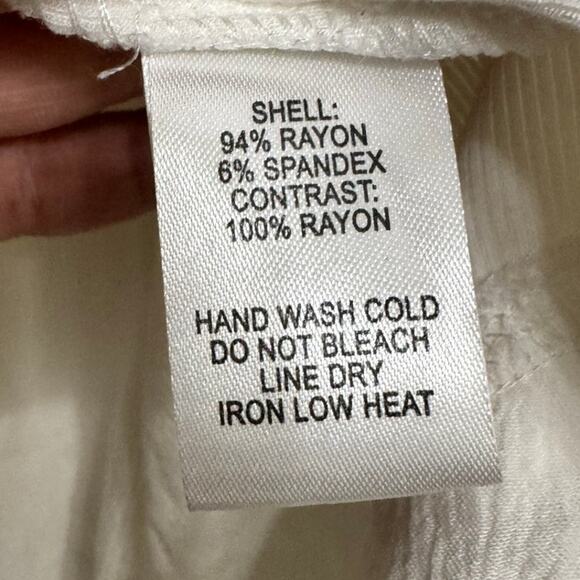 SHELL:
94% RAYON
6% SPANDEX
CONTRAST:
100% RAYON
HAND WASH COLD
DO NOT BLEACH
LINE DRY
IRON LOW HEAT